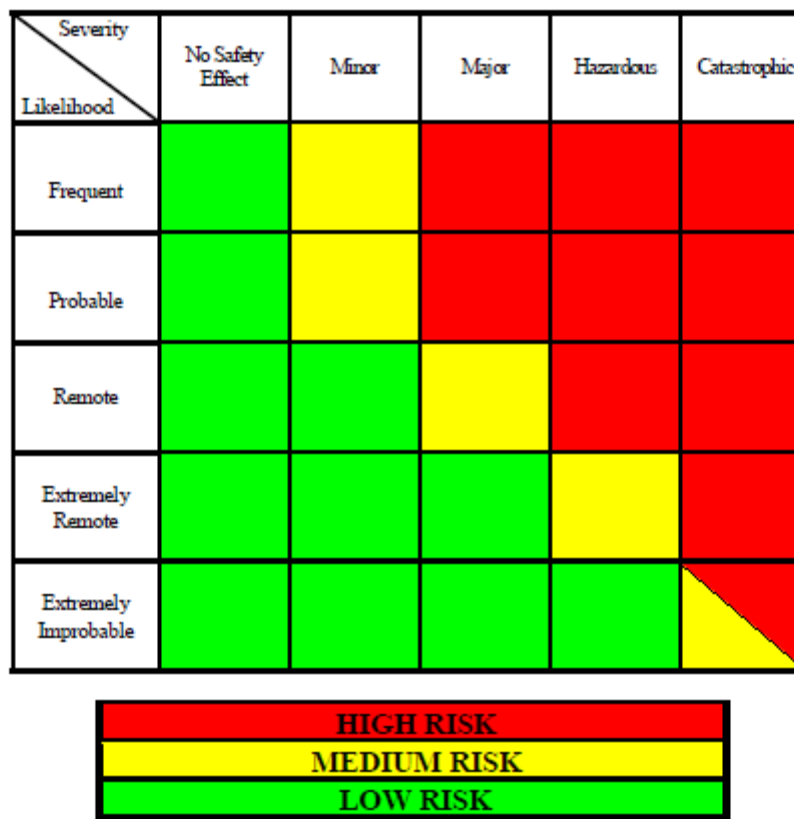 Severity
Likelihood
No Safety
Effect
Minor
Major
Hazardous
Catastrophic
Frequent
Probable
Remote
Extremely
Remote
Extremely
Improbable
HIGH RISK
MEDIUM RISK
LOW RISK